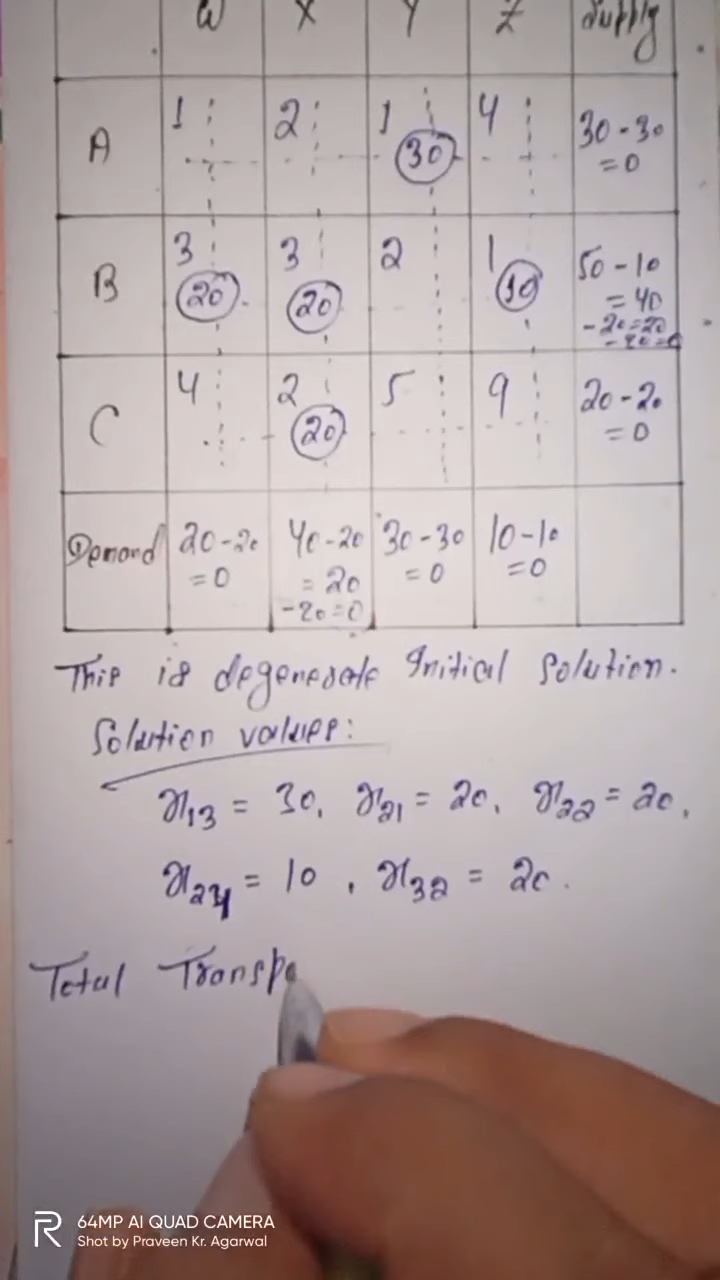 W X Y Z Supply
A 1 2 1 30 4 30-30 =0
B 3 20 3 20 2 1 10 50-10 =40 -20=20 -20=0
C 4 2 20 5 9 20-20 =0
Demand 20-20 =0 40-20 =20 -20=0 30-30 =0 10-10 =0
This is degenerate Initial Solution.
Solution values:
x13 = 30, x21 = 20, x22 = 20,
x24 = 10, x32 = 20.
Total Transpo
R 64MP AI QUAD CAMERA
Shot by Praveen Kr. Agarwal